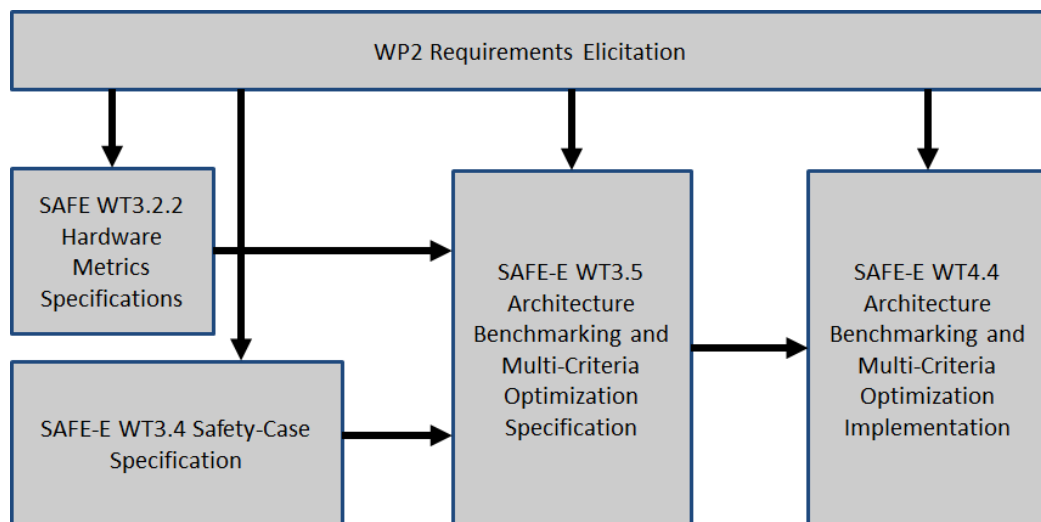 WP2 Requirements Elicitation
SAFE WT3.2.2
Hardware
Metrics
Specifications
SAFE-E WT3.4 Safety-Case
Specification
SAFE-E WT3.5
Architecture
Benchmarking and
Multi-Criteria
Optimization
Specification
SAFE-E WT4.4
Architecture
Benchmarking and
Multi-Criteria
Optimization
Implementation